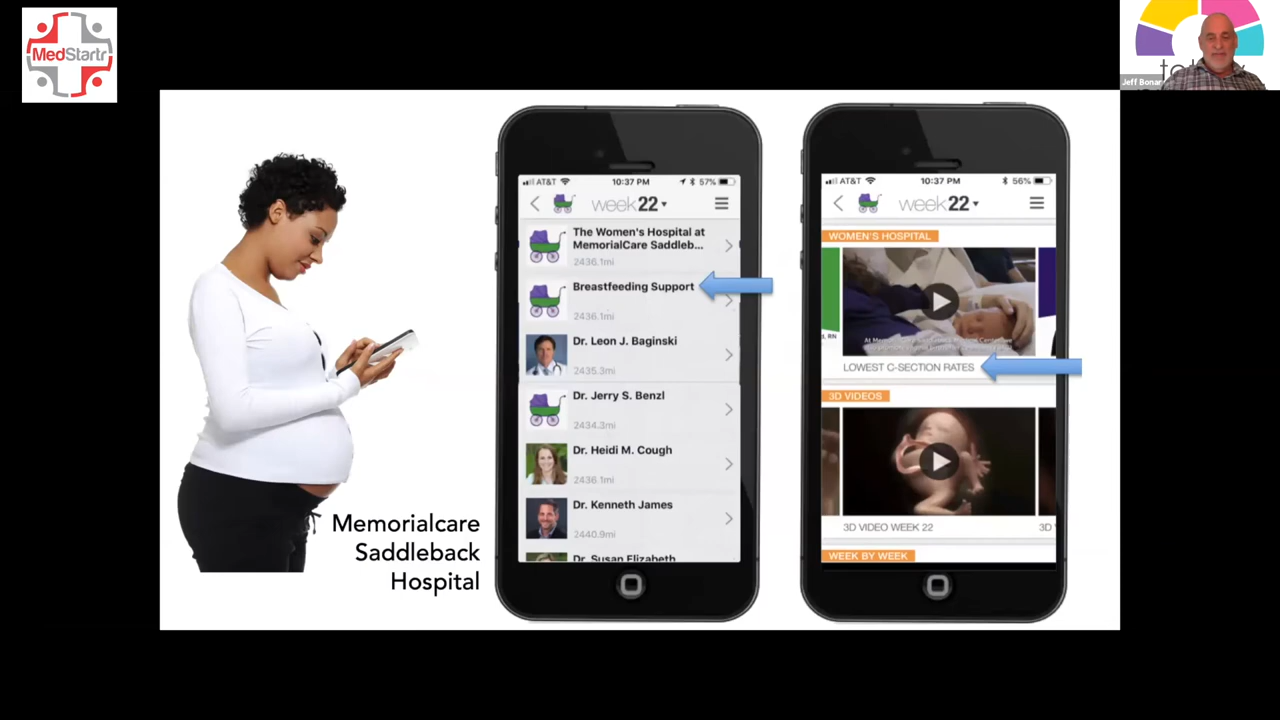 MedStartr
Jeff Bonar
AT&T 10:37 PM 57%
week22
The Women's Hospital at
MemorialCare Saddleb...
2436.1mi
Breastfeeding Support
2436.1mi
Dr. Leon J. Baginski
2435.3mi
Dr. Jerry S. Benzl
2434.3mi
Dr. Heidi M. Cough
2436.1mi
Dr. Kenneth James
2440.9mi
Dr. Susan Elizabeth
AT&T 10:37 PM 56%
week22
WOMEN'S HOSPITAL
, RN
LOWEST C-SECTION RATES
3D VIDEOS
3D VIDEO WEEK 22
3D
WEEK BY WEEK
Memorialcare
Saddleback
Hospital